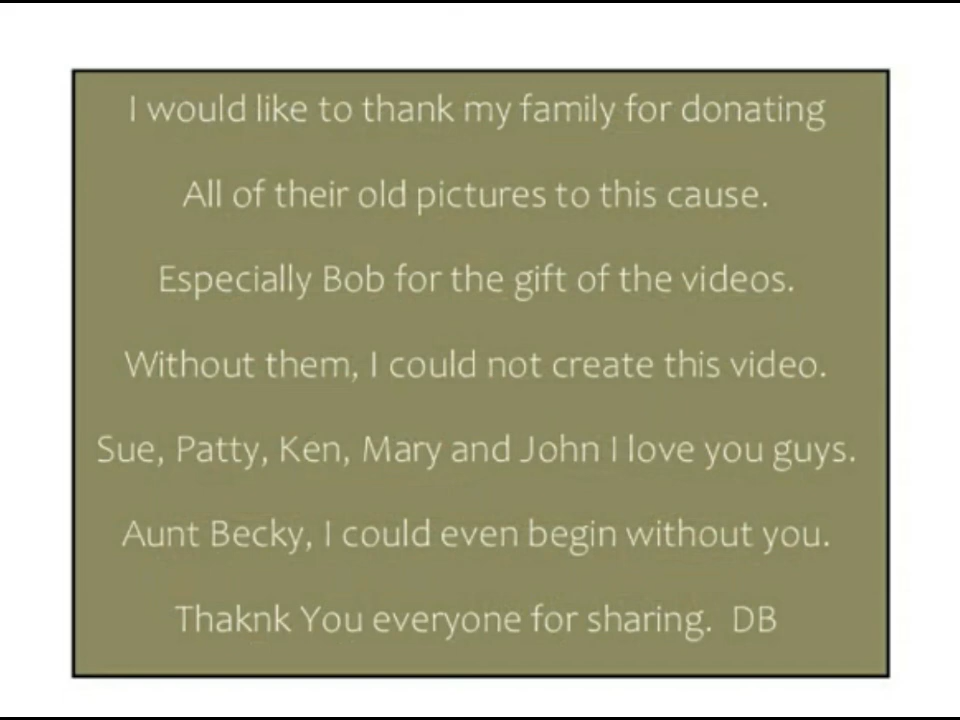 I would like to thank my family for donating
All of their old pictures to this cause.
Especially Bob for the gift of the videos.
Without them, I could not create this video.
Sue, Patty, Ken, Mary and John I love you guys.
Aunt Becky, I could even begin without you.
Thaknk You everyone for sharing.  DB